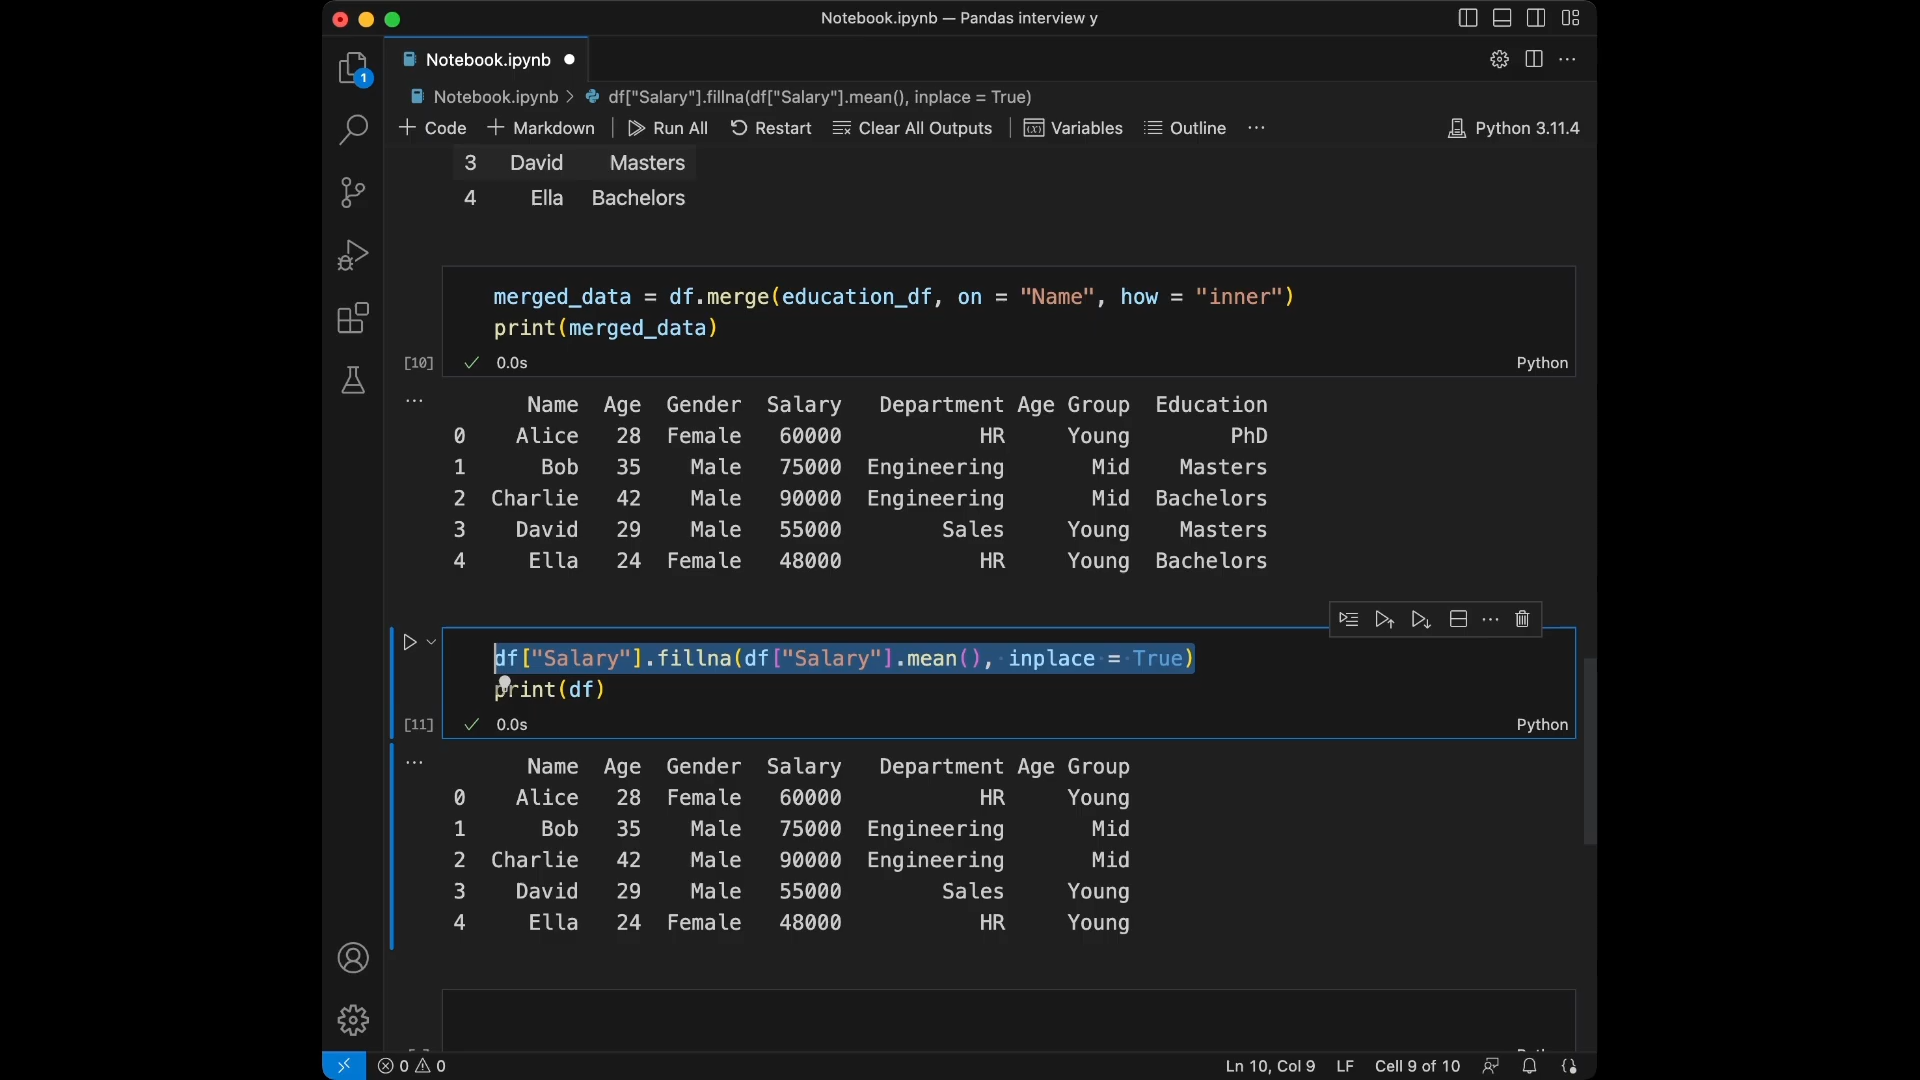 Notebook.ipynb — Pandas interview y
1
Notebook.ipynb
Notebook.ipynb > df["Salary"].fillna(df["Salary"].mean(), inplace = True)
Code Markdown Run All Restart Clear All Outputs Variables Outline ... Python 3.11.4
3 David Masters
4 Ella Bachelors
merged_data = df.merge(education_df, on = "Name", how = "inner")
print(merged_data)
[10] 0.0s Python
...
Name Age Gender Salary Department Age Group Education
0 Alice 28 Female 60000 HR Young PhD
1 Bob 35 Male 75000 Engineering Mid Masters
2 Charlie 42 Male 90000 Engineering Mid Bachelors
3 David 29 Male 55000 Sales Young Masters
4 Ella 24 Female 48000 HR Young Bachelors
df["Salary"].fillna(df["Salary"].mean(), inplace = True)
print(df)
[11] 0.0s Python
...
Name Age Gender Salary Department Age Group
0 Alice 28 Female 60000 HR Young
1 Bob 35 Male 75000 Engineering Mid
2 Charlie 42 Male 90000 Engineering Mid
3 David 29 Male 55000 Sales Young
4 Ella 24 Female 48000 HR Young
0 0 Ln 10, Col 9 LF Cell 9 of 10